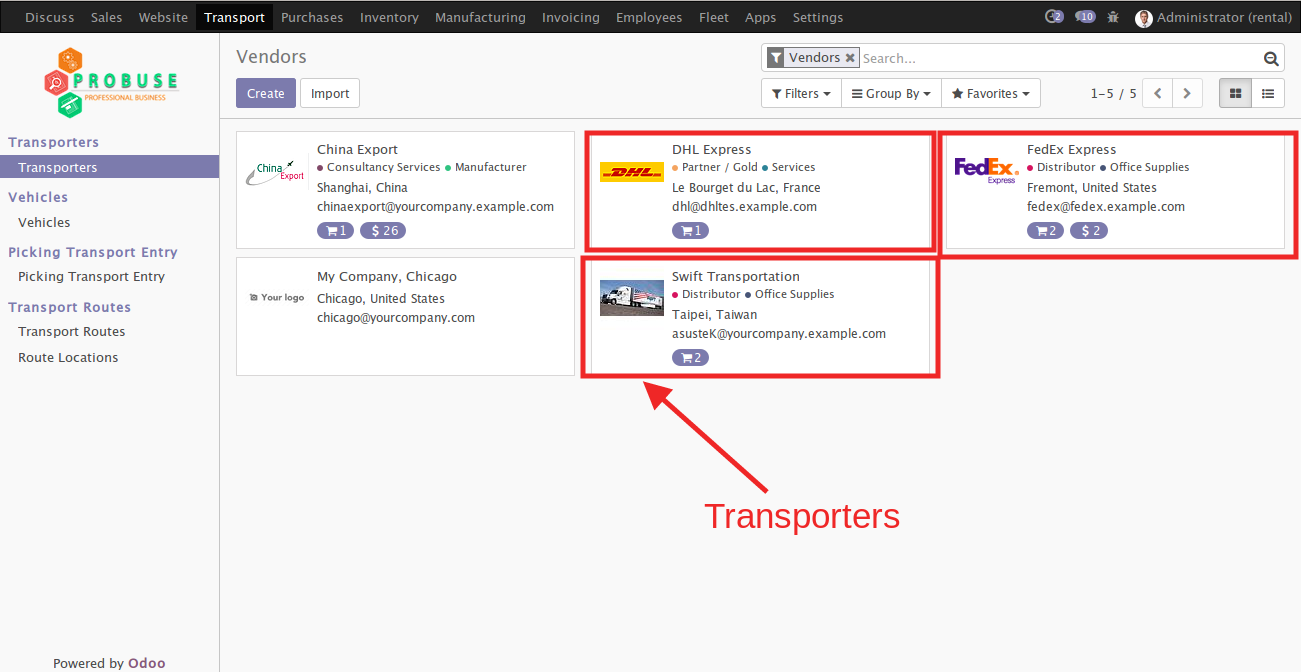 Discuss Sales Website Transport Purchases Inventory Manufacturing Invoicing Employees Fleet Apps Settings 2 10 Administrator (rental)
PROBUSE
PROFESSIONAL BUSINESS
Transporters
Transporters
Vehicles
Vehicles
Picking Transport Entry
Picking Transport Entry
Transport Routes
Transport Routes
Route Locations
Powered by Odoo
Vendors
Vendors Search...
Create Import
Filters Group By Favorites 1-5 / 5
China Export
China Export
Consultancy Services Manufacturer
Shanghai, China
chinaexport@yourcompany.example.com
1 $ 26
DHL
DHL Express
Partner / Gold Services
Le Bourget du Lac, France
dhl@dhltes.example.com
1
FedEx
Express
FedEx Express
Distributor Office Supplies
Fremont, United States
fedex@fedex.example.com
2 $ 2
Your logo
My Company, Chicago
Chicago, United States
chicago@yourcompany.com
Swift Transportation
Distributor Office Supplies
Taipei, Taiwan
asusteK@yourcompany.example.com
2
Transporters